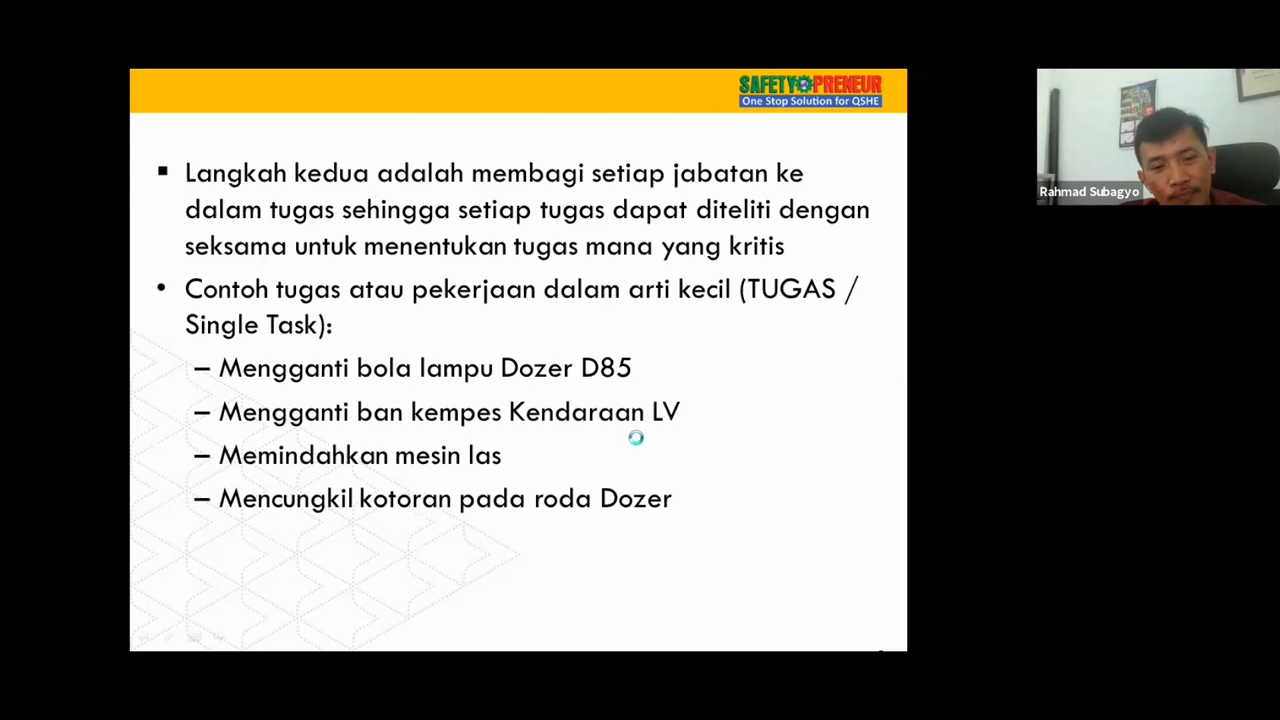 SAFETY PRENEUR
One Stop Solution for QSHE
▪ Langkah kedua adalah membagi setiap jabatan ke
dalam tugas sehingga setiap tugas dapat diteliti dengan
seksama untuk menentukan tugas mana yang kritis
• Contoh tugas atau pekerjaan dalam arti kecil (TUGAS /
Single Task):
– Mengganti bola lampu Dozer D85
– Mengganti ban kempes Kendaraan LV
– Memindahkan mesin las
– Mencungkil kotoran pada roda Dozer
Rahmad Subagyo